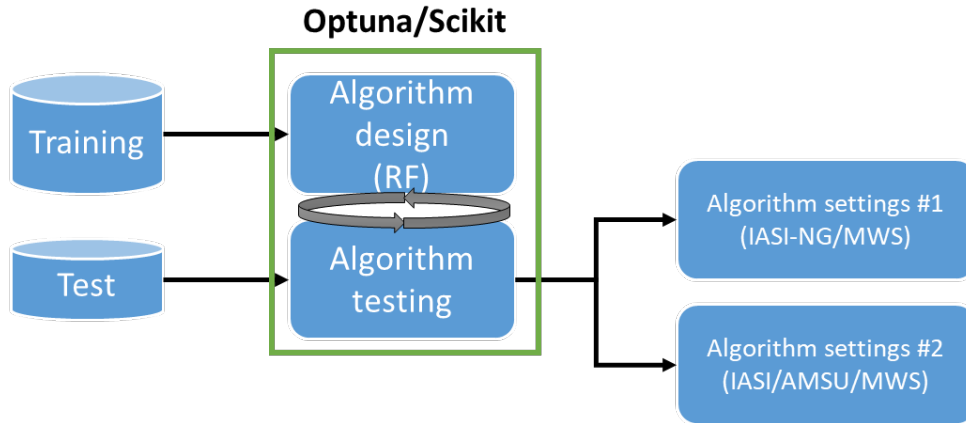 Optuna/Scikit
Training
Algorithm
design
(RF)
Test
Algorithm
testing
Algorithm settings #1
(IASI-NG/MWS)
Algorithm settings #2
(IASI/AMSU/MWS)